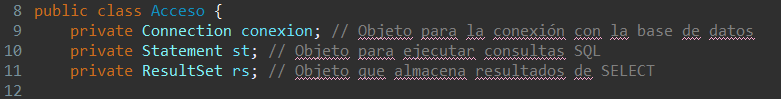 8 public class Acceso {
9 private Connection conexion; // Objeto para la conexión con la base de datos
10 private Statement st; // Objeto para ejecutar consultas SQL
11 private ResultSet rs; // Objeto que almacena resultados de SELECT
12